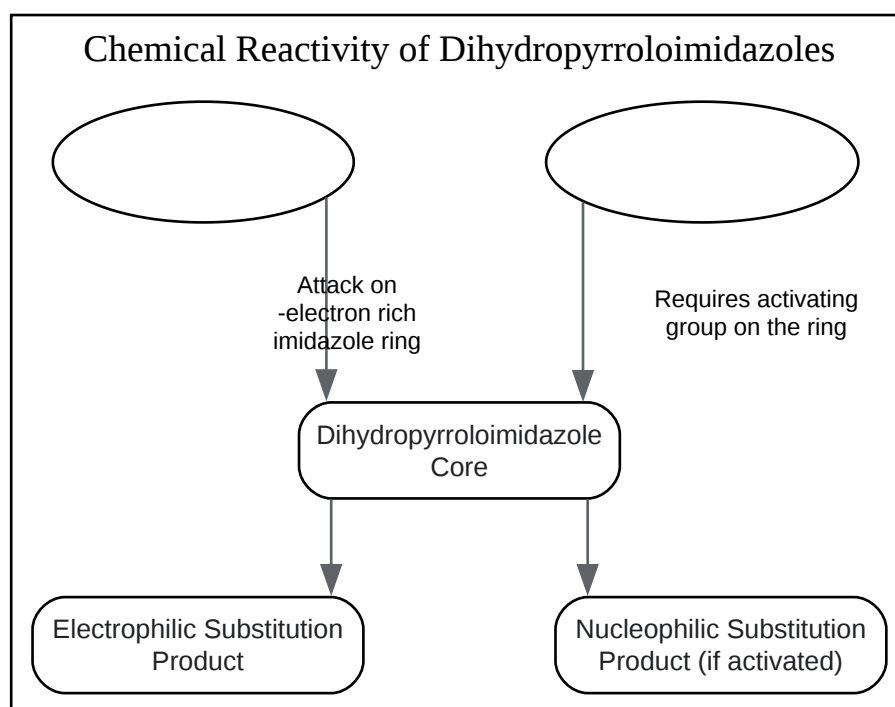 Chemical Reactivity of Dihydropyrroloimidazoles
Attack on
-electron rich
imidazole ring
Requires activating
group on the ring
Dihydropyrroloimidazole
Core
Electrophilic Substitution
Product
Nucleophilic Substitution
Product (if activated)